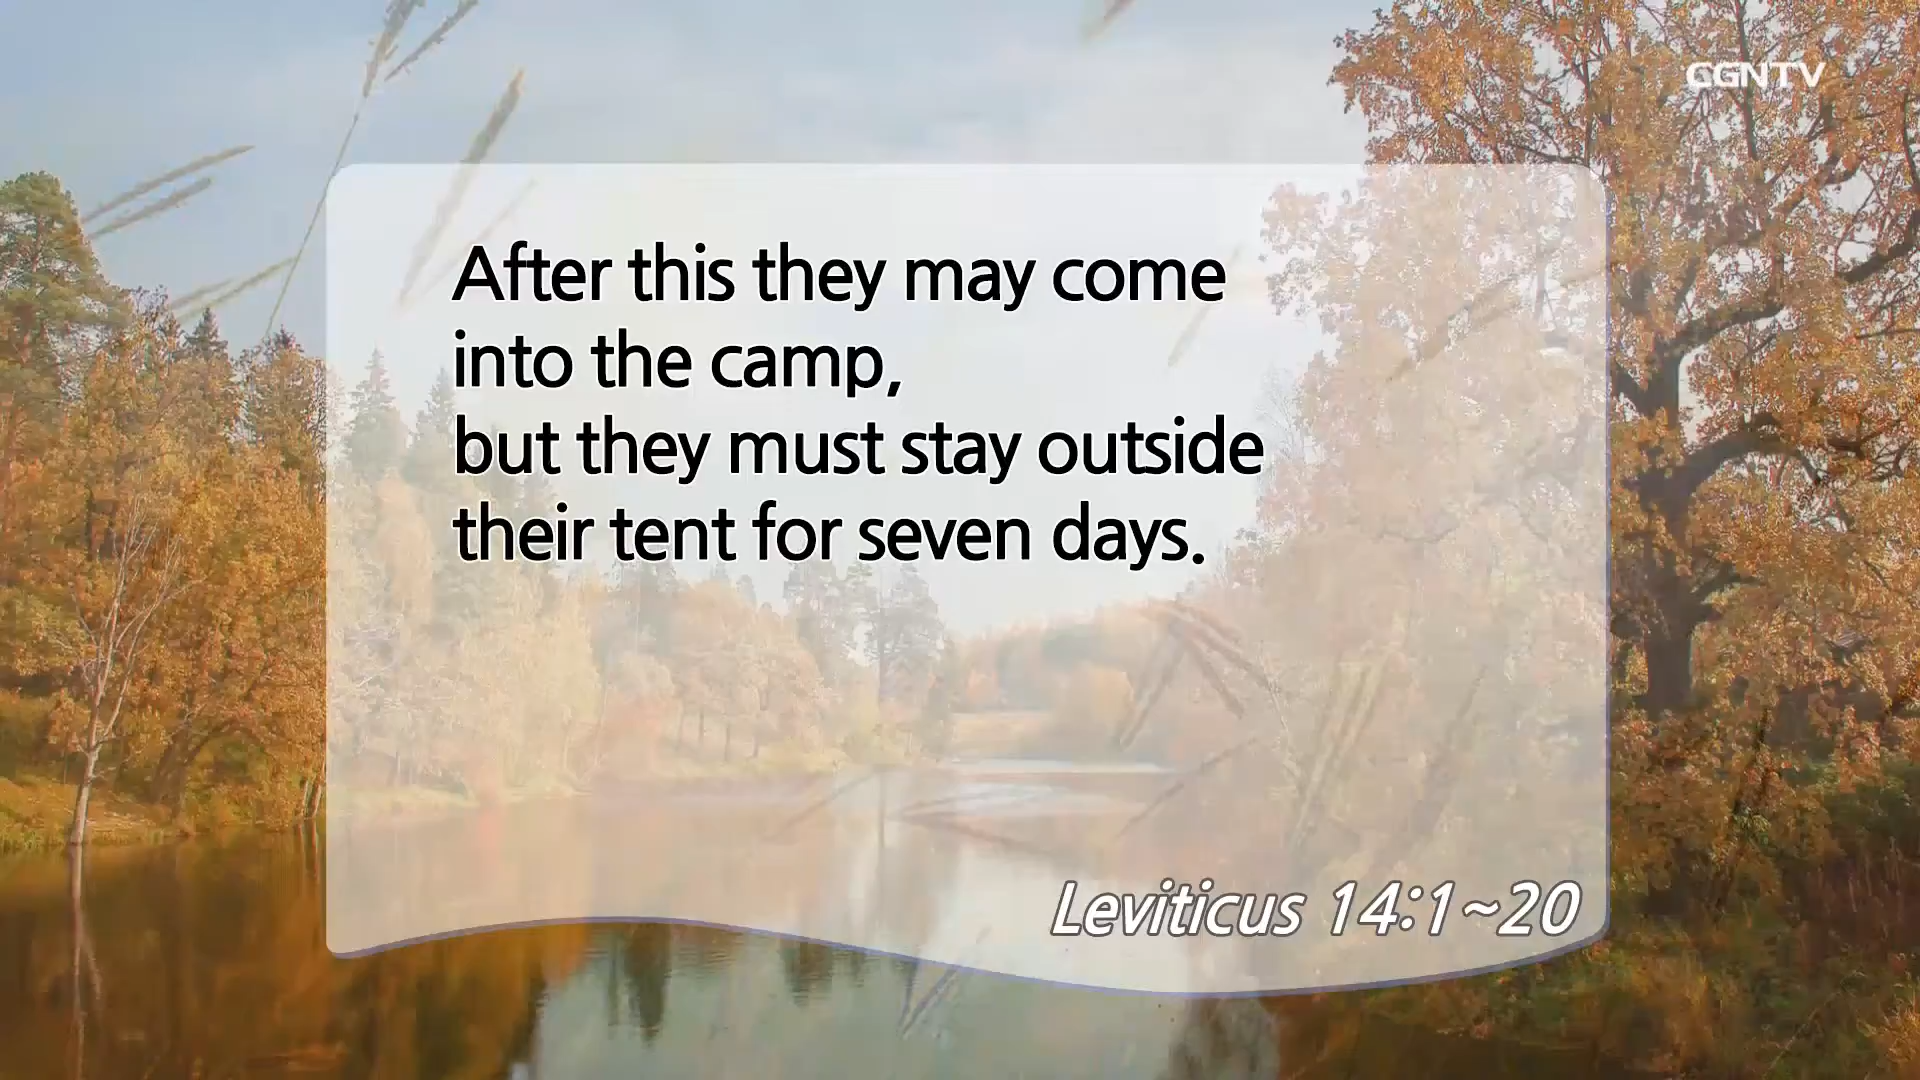 CGNTV
After this they may come
into the camp,
but they must stay outside
their tent for seven days.
Leviticus 14:1~20